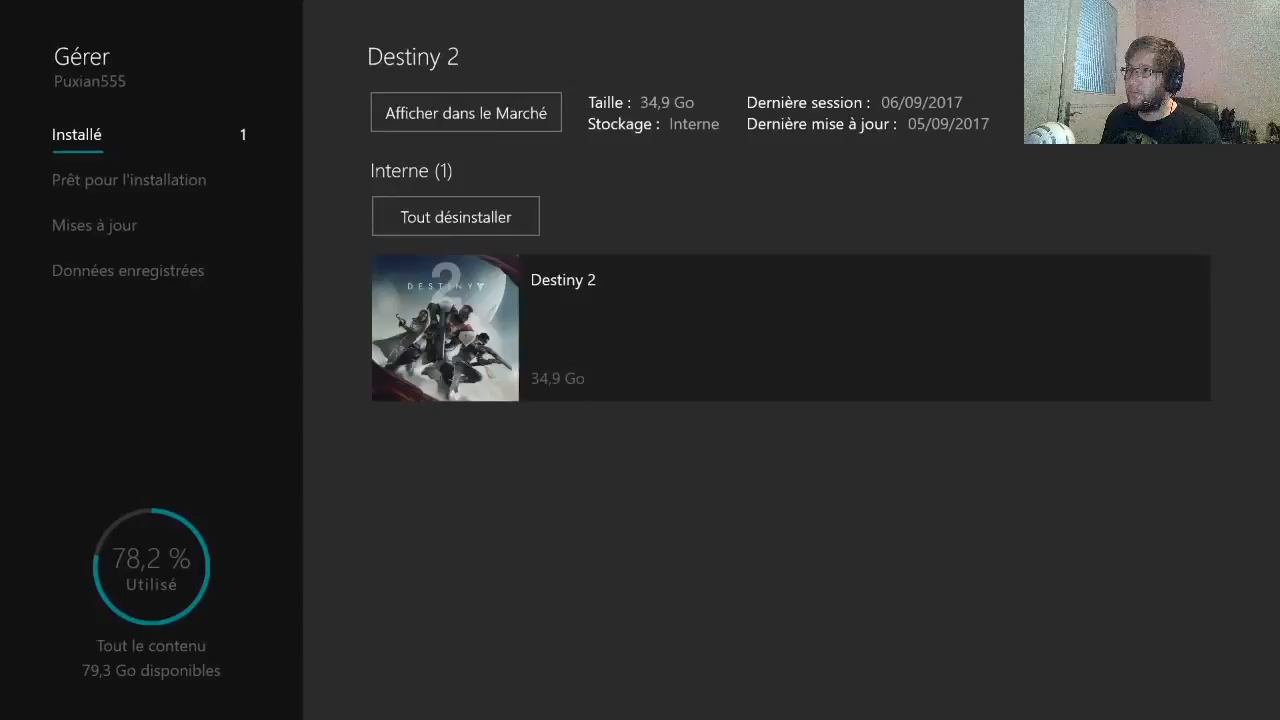 Gérer
Puxian555
Installé 1
Prêt pour l'installation
Mises à jour
Données enregistrées
78,2 %
Utilisé
Tout le contenu
79,3 Go disponibles
Destiny 2
Afficher dans le Marché
Taille : 34,9 Go
Stockage : Interne
Dernière session : 06/09/2017
Dernière mise à jour : 05/09/2017
Interne (1)
Tout désinstaller
2
DESTINY
Destiny 2
34,9 Go